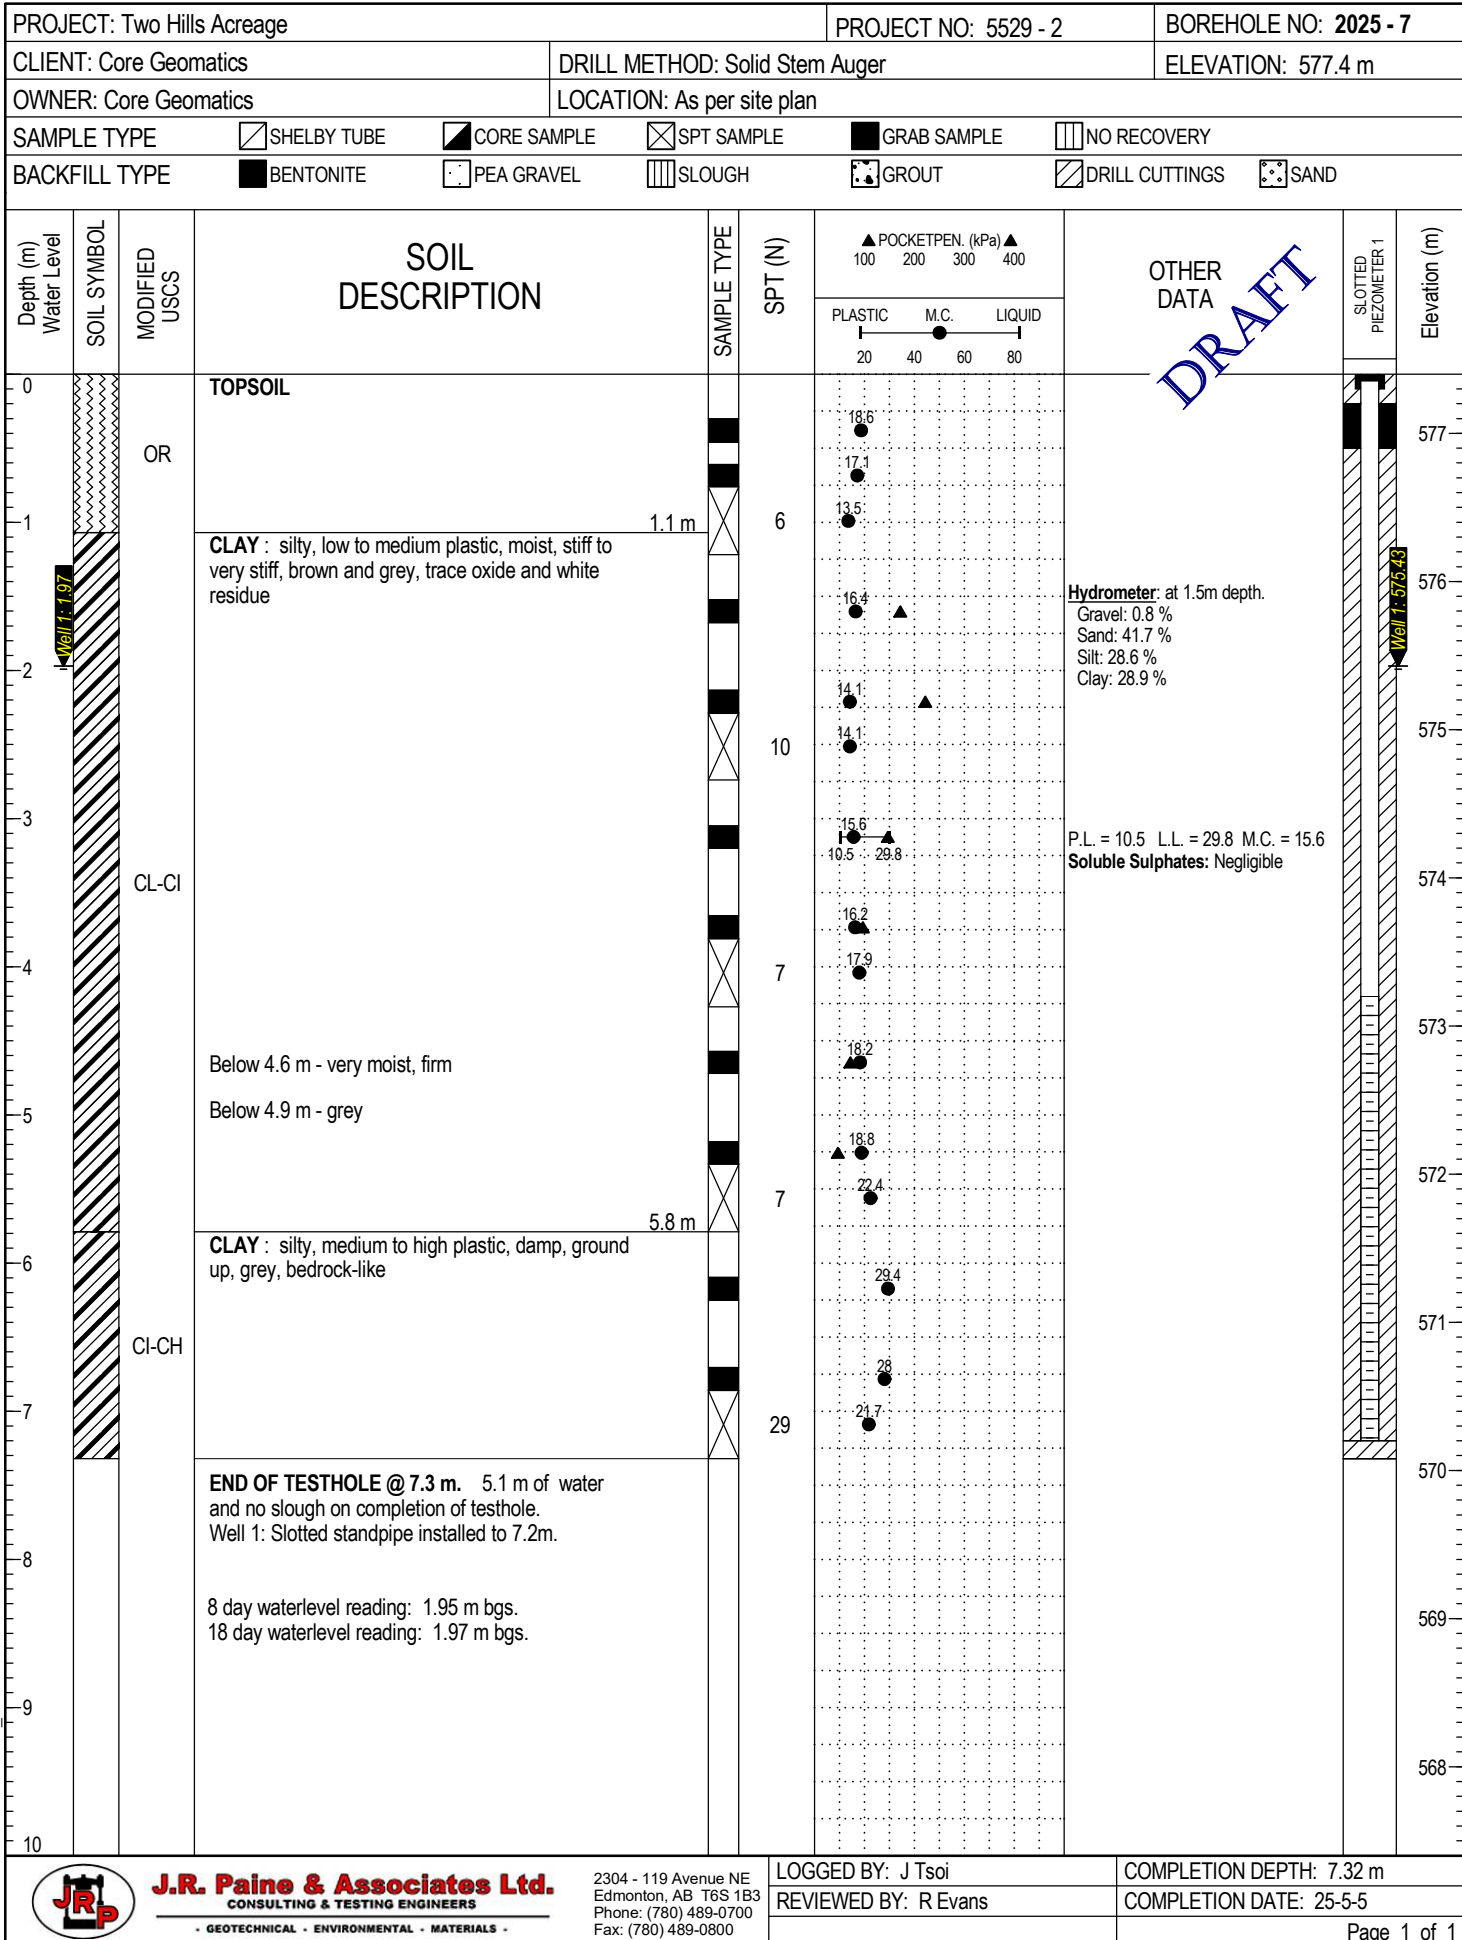 PROJECT: Two Hills Acreage
PROJECT NO: 5529 - 2
BOREHOLE NO: 2025 - 7
CLIENT: Core Geomatics
DRILL METHOD: Solid Stem Auger
ELEVATION: 577.4 m
OWNER: Core Geomatics
LOCATION: As per site plan
SAMPLE TYPE
SHELBY TUBE
CORE SAMPLE
SPT SAMPLE
GRAB SAMPLE
NO RECOVERY
BACKFILL TYPE
BENTONITE
PEA GRAVEL
SLOUGH
GROUT
DRILL CUTTINGS
SAND
Depth (m)
Water Level
SOIL SYMBOL
MODIFIED
USCS
SOIL
DESCRIPTION
SAMPLE TYPE
SPT (N)
▲ POCKETPEN. (kPa) ▲
100 200 300 400
PLASTIC M.C. LIQUID
20 40 60 80
OTHER
DATA
DRAFT
SLOTTED
PIEZOMETER 1
Elevation (m)
0
TOPSOIL
18.6
577
OR
17.1
1
1.1 m
6
13.5
CLAY : silty, low to medium plastic, moist, stiff to
very stiff, brown and grey, trace oxide and white
residue
Well 1: 1.97
16.4
Hydrometer: at 1.5m depth.
Gravel: 0.8 %
Sand: 41.7 %
Silt: 28.6 %
Clay: 28.9 %
576
Well 1: 575.43
2
14.1
575
10
14.1
3
15.6
10.5 29.8
P.L. = 10.5 L.L. = 29.8 M.C. = 15.6
Soluble Sulphates: Negligible
574
CL-CI
16.2
4
7
17.9
573
Below 4.6 m - very moist, firm
18.2
Below 4.9 m - grey
5
18.8
572
7
22.4
5.8 m
CLAY : silty, medium to high plastic, damp, ground
up, grey, bedrock-like
6
29.4
571
CI-CH
28
7
29
21.7
570
END OF TESTHOLE @ 7.3 m. 5.1 m of water
and no slough on completion of testhole.
Well 1: Slotted standpipe installed to 7.2m.
8
8 day waterlevel reading: 1.95 m bgs.
18 day waterlevel reading: 1.97 m bgs.
569
9
568
10
JRP
J.R. Paine & Associates Ltd.
CONSULTING & TESTING ENGINEERS
- GEOTECHNICAL - ENVIRONMENTAL - MATERIALS -
2304 - 119 Avenue NE
Edmonton, AB T6S 1B3
Phone: (780) 489-0700
Fax: (780) 489-0800
LOGGED BY: J Tsoi
COMPLETION DEPTH: 7.32 m
REVIEWED BY: R Evans
COMPLETION DATE: 25-5-5
Page 1 of 1